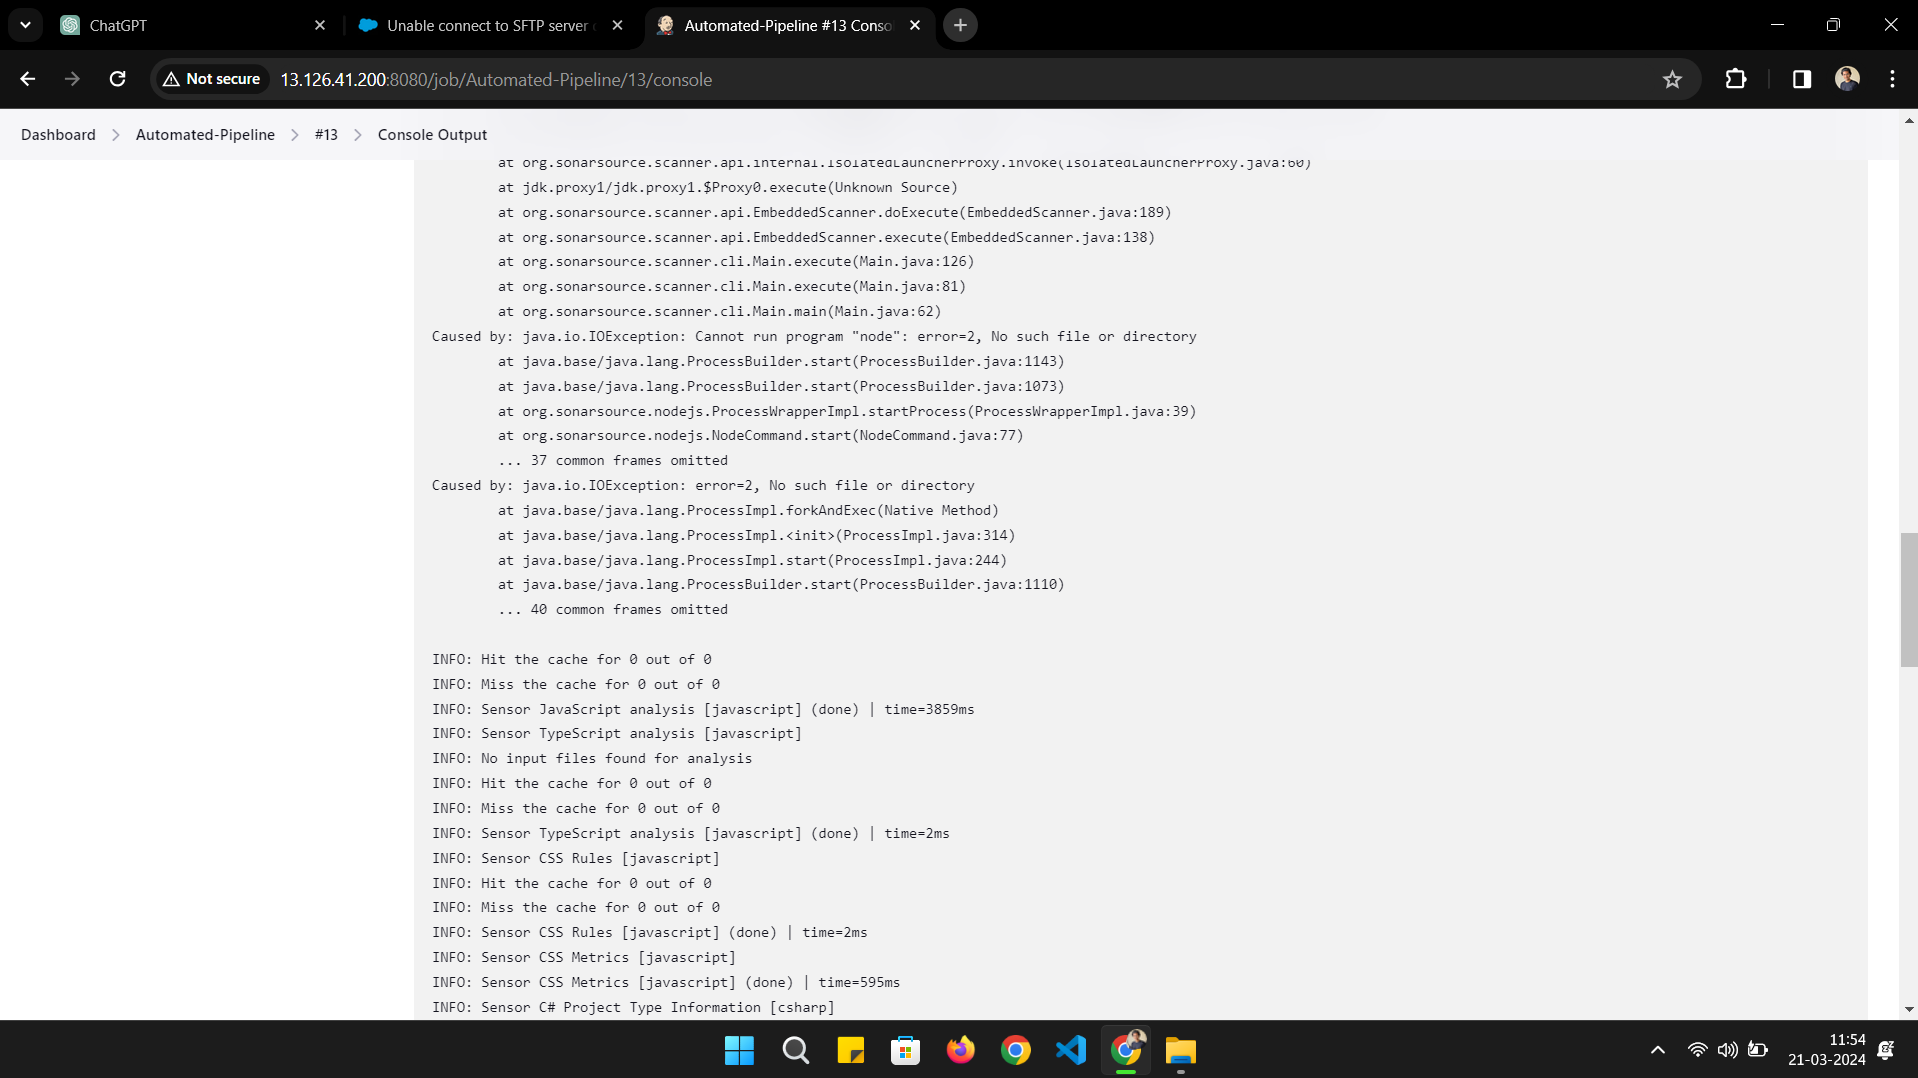 ChatGPT
Unable connect to SFTP server
Automated-Pipeline #13 Conso
Not secure
13.126.41.200:8080/job/Automated-Pipeline/13/console
Dashboard
Automated-Pipeline
#13
Console Output
at org.sonarsource.scanner.api.internal.IsolatedLauncherProxy.invoke(IsolatedLauncherProxy.java:60)
at jdk.proxy1/jdk.proxy1.$Proxy0.execute(Unknown Source)
at org.sonarsource.scanner.api.EmbeddedScanner.doExecute(EmbeddedScanner.java:189)
at org.sonarsource.scanner.api.EmbeddedScanner.execute(EmbeddedScanner.java:138)
at org.sonarsource.scanner.cli.Main.execute(Main.java:126)
at org.sonarsource.scanner.cli.Main.execute(Main.java:81)
at org.sonarsource.scanner.cli.Main.main(Main.java:62)
Caused by: java.io.IOException: Cannot run program "node": error=2, No such file or directory
at java.base/java.lang.ProcessBuilder.start(ProcessBuilder.java:1143)
at java.base/java.lang.ProcessBuilder.start(ProcessBuilder.java:1073)
at org.sonarsource.nodejs.ProcessWrapperImpl.startProcess(ProcessWrapperImpl.java:39)
at org.sonarsource.nodejs.NodeCommand.start(NodeCommand.java:77)
... 37 common frames omitted
Caused by: java.io.IOException: error=2, No such file or directory
at java.base/java.lang.ProcessImpl.forkAndExec(Native Method)
at java.base/java.lang.ProcessImpl.<init>(ProcessImpl.java:314)
at java.base/java.lang.ProcessImpl.start(ProcessImpl.java:244)
at java.base/java.lang.ProcessBuilder.start(ProcessBuilder.java:1110)
... 40 common frames omitted
INFO: Hit the cache for 0 out of 0
INFO: Miss the cache for 0 out of 0
INFO: Sensor JavaScript analysis [javascript] (done) | time=3859ms
INFO: Sensor TypeScript analysis [javascript]
INFO: No input files found for analysis
INFO: Hit the cache for 0 out of 0
INFO: Miss the cache for 0 out of 0
INFO: Sensor TypeScript analysis [javascript] (done) | time=2ms
INFO: Sensor CSS Rules [javascript]
INFO: Hit the cache for 0 out of 0
INFO: Miss the cache for 0 out of 0
INFO: Sensor CSS Rules [javascript] (done) | time=2ms
INFO: Sensor CSS Metrics [javascript]
INFO: Sensor CSS Metrics [javascript] (done) | time=595ms
INFO: Sensor C# Project Type Information [csharp]
11:54
21-03-2024